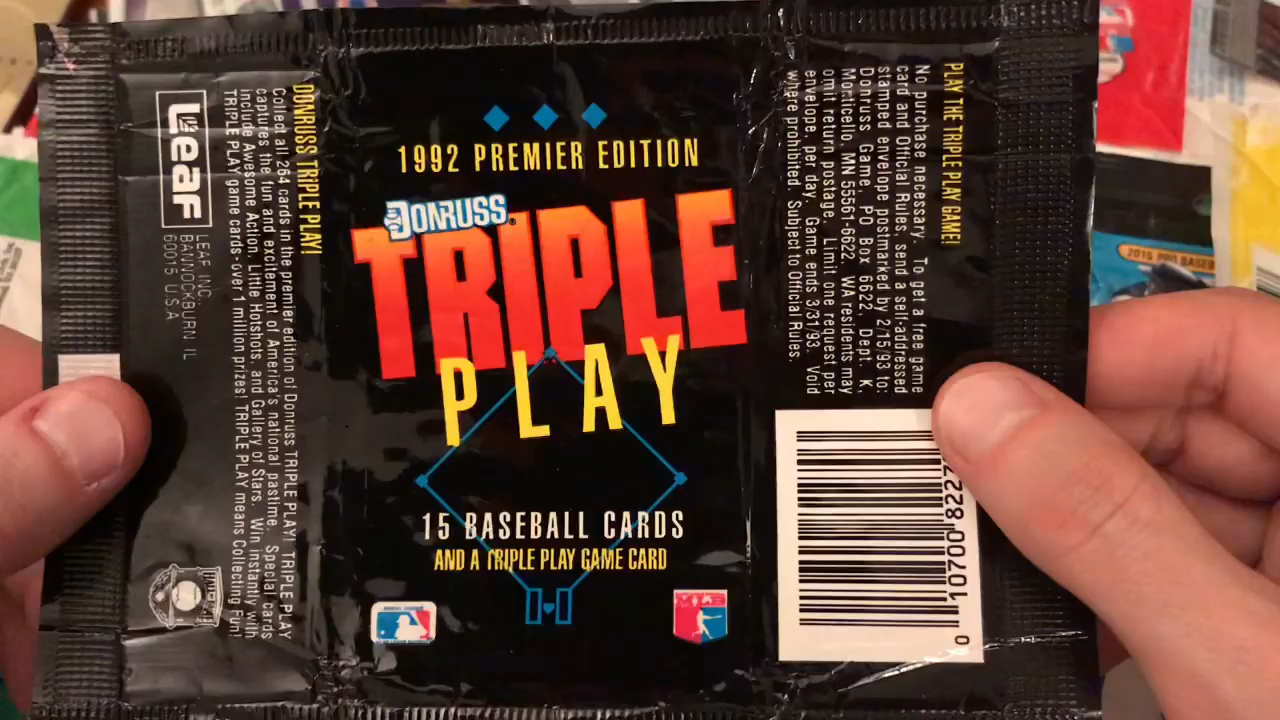 DONRUSS TRIPLE PLAY!
Collect all 264 cards in the premier edition of Donruss TRIPLE PLAY! TRIPLE PLAY
captures the fun and excitement of America's national pastime. Special cards
include Awesome Action, Little Hotshots, and Gallery of Stars. Win instantly with
TRIPLE PLAY game cards-over 1 million prizes! TRIPLE PLAY means Collecting Fun!
Leaf
LEAF, INC.
BANNOCKBURN IL
60015 U.S.A.
1992 PREMIER EDITION
DONRUSS
TRIPLE
PLAY
15 BASEBALL CARDS
AND A TRIPLE PLAY GAME CARD
PLAY THE TRIPLE PLAY GAME!
No purchase necessary. To get a free game
card and Official Rules, send a self-addressed
stamped envelope postmarked by 2/15/93 to:
Donruss Game, PO Box 6622, Dept. K,
Monticello, MN 55561-6622. WA residents may
omit return postage. Limit one request per
envelope, per day. Game ends 3/31/93. Void
where prohibited. Subject to Official Rules.
0 10700 8227
2015 PRO BASEB